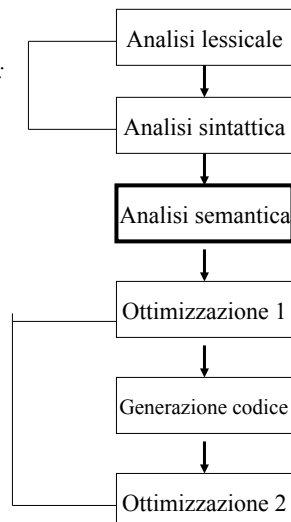 Analisi lessicale
r
Analisi sintattica
Analisi semantica
Ottimizzazione 1
Generazione codice
Ottimizzazione 2